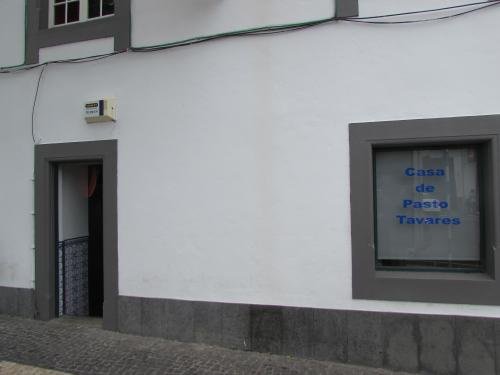 Casa
de
Pasto
Tavares